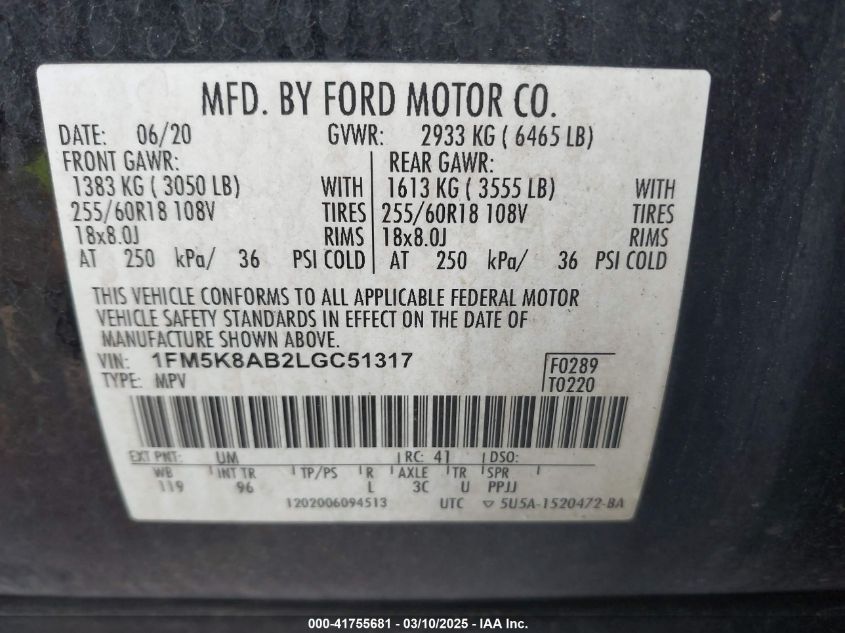 MFD. BY FORD MOTOR CO.
DATE: 06/20 GVWR: 2933 KG ( 6465 LB)
FRONT GAWR: REAR GAWR:
1383 KG ( 3050 LB) WITH 1613 KG ( 3555 LB) WITH
255/60R18 108V TIRES 255/60R18 108V TIRES
18x8.0J RIMS 18x8.0J RIMS
AT 250 kPa/ 36 PSI COLD AT 250 kPa/ 36 PSI COLD
THIS VEHICLE CONFORMS TO ALL APPLICABLE FEDERAL MOTOR
VEHICLE SAFETY STANDARDS IN EFFECT ON THE DATE OF
MANUFACTURE SHOWN ABOVE.
VIN: 1FM5K8AB2LGC51317 F0289
TYPE: MPV T0220
EXT PNT: UM RC: 41 DSO:
WB INT TR TP/PS R AXLE TR SPR
119 96 L 3C U PPJJ
1202006094513 UTC ▽ 5U5A-1520472-BA
000-41755681 - 03/10/2025 - IAA Inc.